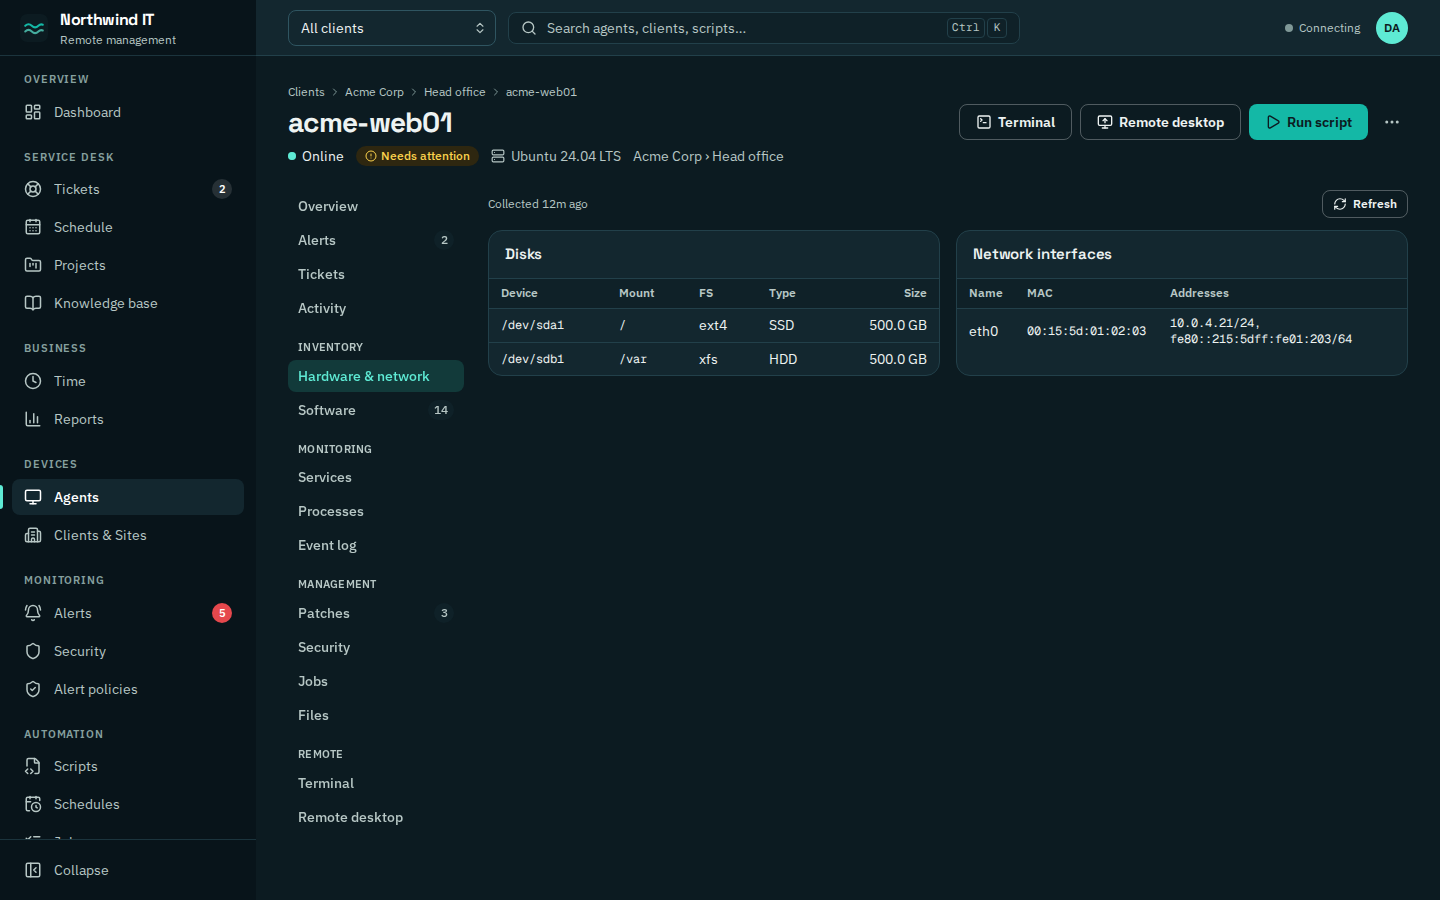 Northwind IT
Remote management
All clients
Search agents, clients, scripts...
Ctrl K
Connecting
DA
OVERVIEW
Dashboard
SERVICE DESK
Tickets 2
Schedule
Projects
Knowledge base
BUSINESS
Time
Reports
DEVICES
Agents
Clients & Sites
MONITORING
Alerts 5
Security
Alert policies
AUTOMATION
Scripts
Schedules
Collapse
Clients > Acme Corp > Head office > acme-web01
acme-web01
Terminal
Remote desktop
Run script
Online
Needs attention
Ubuntu 24.04 LTS
Acme Corp › Head office
Overview
Alerts 2
Tickets
Activity
INVENTORY
Hardware & network
Software 14
MONITORING
Services
Processes
Event log
MANAGEMENT
Patches 3
Security
Jobs
Files
REMOTE
Terminal
Remote desktop
Collected 12m ago
Refresh
Disks
Device Mount FS Type Size
/dev/sda1 / ext4 SSD 500.0 GB
/dev/sdb1 /var xfs HDD 500.0 GB
Network interfaces
Name MAC Addresses
eth0 00:15:5d:01:02:03 10.0.4.21/24,
fe80::215:5dff:fe01:203/64